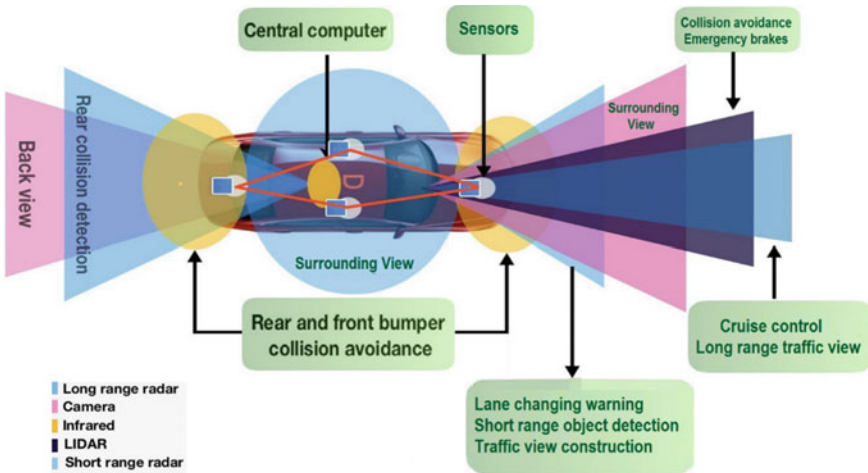 Central computer
Sensors
Collision avoidance
Emergency brakes
Back view
Rear collision detection
D
Surrounding
View
Surrounding View
Rear and front bumper
collision avoidance
Cruise control
Long range traffic view
Lane changing warning
Short range object detection
Traffic view construction
Long range radar
Camera
Infrared
LIDAR
Short range radar